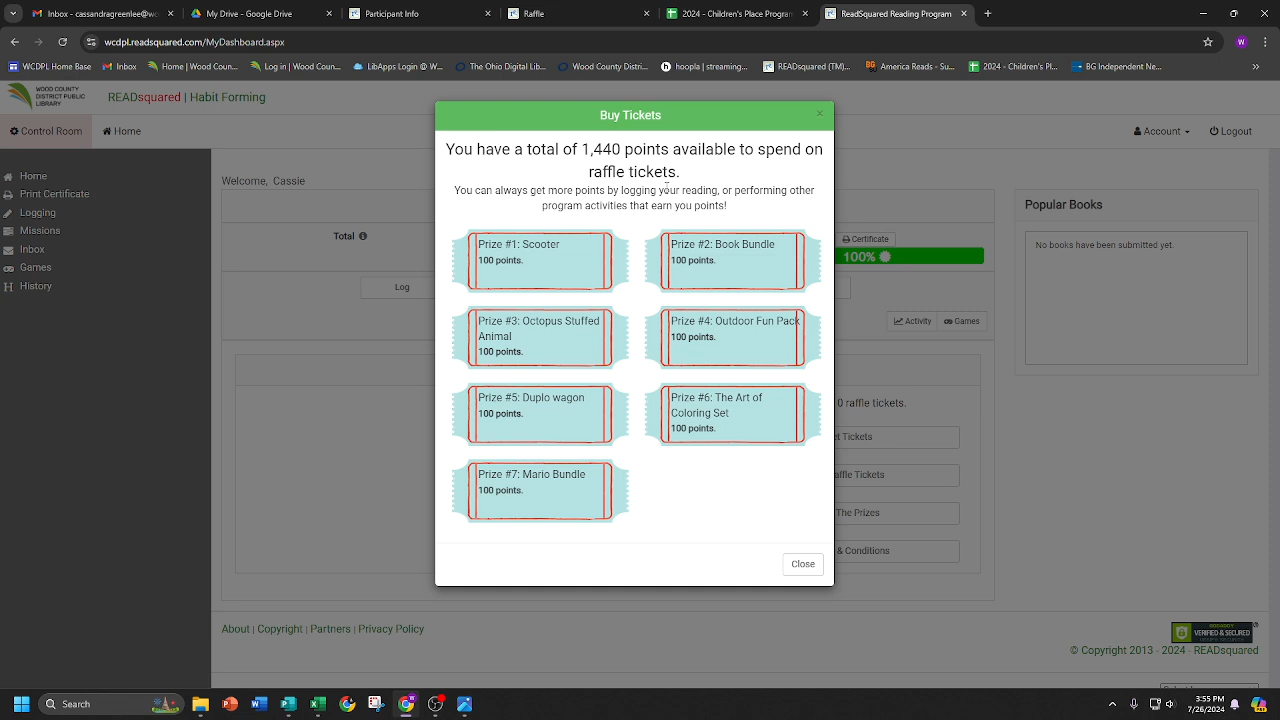 Inbox - cassandragreenlee@wo
My Drive - Google Drive
Participant Info
Raffle
2024 - Children's Place Program
ReadSquared Reading Program
wcdpl.readsquared.com/MyDashboard.aspx
WCDPL Home Base
Inbox
Home | Wood Coun...
Log in | Wood Coun...
LibApps Login @ W...
The Ohio Digital Lib...
Wood County Distri...
hoopla | streaming...
READsquared (TM)...
America Reads - Su...
2024 - Children's Pl...
BG Independent Ne...
WOOD COUNTY
DISTRICT PUBLIC
LIBRARY
READsquared | Habit Forming
Control Room
Home
Account
Logout
Home
Print Certificate
Logging
Missions
Inbox
Games
History
Welcome, Cassie
Total
Log
Certificate
100%
Activity
Games
0 raffle tickets.
t Tickets
affle Tickets
The Prizes
& Conditions
Popular Books
No books have been submitted yet.
Buy Tickets
×
You have a total of 1,440 points available to spend on
raffle tickets.
You can always get more points by logging your reading, or performing other
program activities that earn you points!
Prize #1: Scooter
100 points.
Prize #2: Book Bundle
100 points.
Prize #3: Octopus Stuffed
Animal
100 points.
Prize #4: Outdoor Fun Pack
100 points.
Prize #5: Duplo wagon
100 points.
Prize #6: The Art of
Coloring Set
100 points.
Prize #7: Mario Bundle
100 points.
Close
About | Copyright | Partners | Privacy Policy
GODADDY
VERIFIED & SECURED
© Copyright 2013 - 2024 - READsquared
Search
3:55 PM
7/26/2024